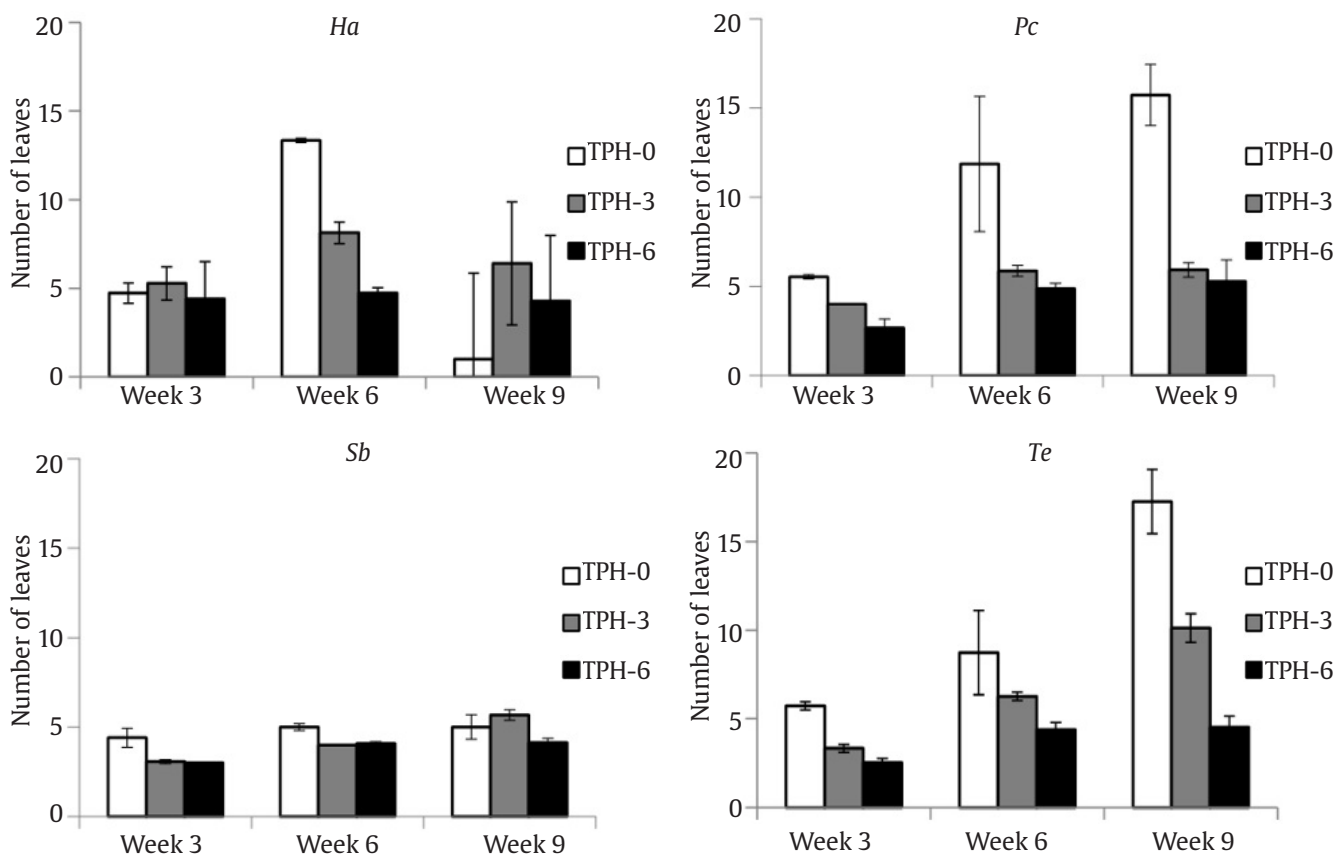 Ha
Number of leaves
20
15
10
5
0
TPH-0
TPH-3
TPH-6
Week 3
Week 6
Week 9
Pc
Number of leaves
20
15
10
5
0
TPH-0
TPH-3
TPH-6
Week 3
Week 6
Week 9
Sb
Number of leaves
20
15
10
5
0
TPH-0
TPH-3
TPH-6
Week 3
Week 6
Week 9
Te
Number of leaves
20
15
10
5
0
TPH-0
TPH-3
TPH-6
Week 3
Week 6
Week 9